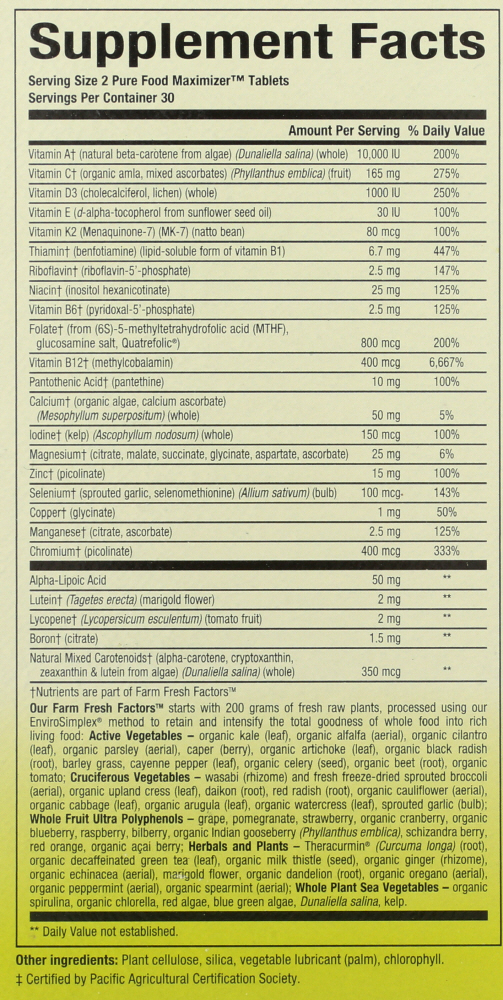 Supplement Facts
Serving Size 2 Pure Food Maximizer™ Tablets
Servings Per Container 30
Amount Per Serving % Daily Value
Vitamin A† (natural beta-carotene from algae) (Dunaliella salina) (whole) 10,000 IU 200%
Vitamin C† (organic amla, mixed ascorbates) (Phyllanthus emblica) (fruit) 165 mg 275%
Vitamin D3 (cholecalciferol, lichen) (whole) 1000 IU 250%
Vitamin E (d-alpha-tocopherol from sunflower seed oil) 30 IU 100%
Vitamin K2 (Menaquinone-7) (MK-7) (natto bean) 80 mcg 100%
Thiamin† (benfotiamine) (lipid-soluble form of vitamin B1) 6.7 mg 447%
Riboflavin† (riboflavin-5'-phosphate) 2.5 mg 147%
Niacin† (inositol hexanicotinate) 25 mg 125%
Vitamin B6† (pyridoxal-5'-phosphate) 2.5 mg 125%
Folate† (from (6S)-5-methyltetrahydrofolic acid (MTHF),
glucosamine salt, Quatrefolic®) 800 mcg 200%
Vitamin B12† (methylcobalamin) 400 mcg 6,667%
Pantothenic Acid† (pantethine) 10 mg 100%
Calcium† (organic algae, calcium ascorbate)
(Mesophyllum superpositum) (whole) 50 mg 5%
Iodine† (kelp) (Ascophyllum nodosum) (whole) 150 mcg 100%
Magnesium† (citrate, malate, succinate, glycinate, aspartate, ascorbate) 25 mg 6%
Zinc† (picolinate) 15 mg 100%
Selenium† (sprouted garlic, selenomethionine) (Allium sativum) (bulb) 100 mcg 143%
Copper† (glycinate) 1 mg 50%
Manganese† (citrate, ascorbate) 2.5 mg 125%
Chromium† (picolinate) 400 mcg 333%
Alpha-Lipoic Acid 50 mg **
Lutein† (Tagetes erecta) (marigold flower) 2 mg **
Lycopene† (Lycopersicum esculentum) (tomato fruit) 2 mg **
Boron† (citrate) 1.5 mg **
Natural Mixed Carotenoids† (alpha-carotene, cryptoxanthin,
zeaxanthin & lutein from algae) (Dunaliella salina) (whole) 350 mcg **
†Nutrients are part of Farm Fresh Factors™
Our Farm Fresh Factors™ starts with 200 grams of fresh raw plants, processed using our
EnviroSimplex® method to retain and intensify the total goodness of whole food into rich
living food: Active Vegetables – organic kale (leaf), organic alfalfa (aerial), organic cilantro
(leaf), organic parsley (aerial), caper (berry), organic artichoke (leaf), organic black radish
(root), barley grass, cayenne pepper (leaf), organic celery (seed), organic beet (root), organic
tomato; Cruciferous Vegetables – wasabi (rhizome) and fresh freeze-dried sprouted broccoli
(aerial), organic upland cress (leaf), daikon (root), red radish (root), organic cauliflower (aerial),
organic cabbage (leaf), organic arugula (leaf), organic watercress (leaf), sprouted garlic (bulb);
Whole Fruit Ultra Polyphenols – grape, pomegranate, strawberry, organic cranberry, organic
blueberry, raspberry, bilberry, organic Indian gooseberry (Phyllanthus emblica), schizandra berry,
red orange, organic açai berry; Herbals and Plants – Theracurmin® (Curcuma longa) (root),
organic decaffeinated green tea (leaf), organic milk thistle (seed), organic ginger (rhizome),
organic echinacea (aerial), marigold flower, organic dandelion (root), organic oregano (aerial),
organic peppermint (aerial), organic spearmint (aerial); Whole Plant Sea Vegetables – organic
spirulina, organic chlorella, red algae, blue green algae, Dunaliella salina, kelp.
** Daily Value not established.
Other ingredients: Plant cellulose, silica, vegetable lubricant (palm), chlorophyll.
‡ Certified by Pacific Agricultural Certification Society.